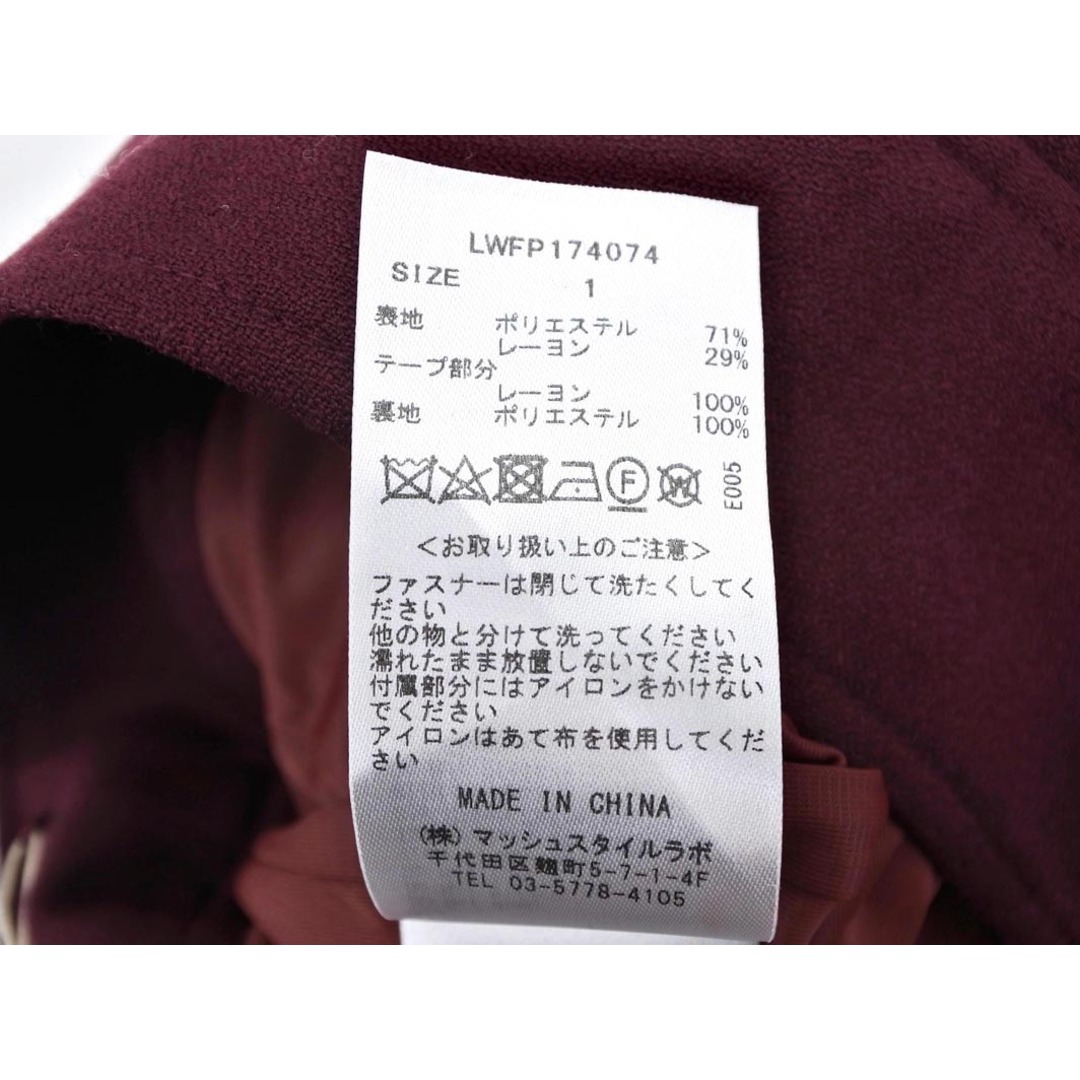 LWFP174074
SIZE 1
表地 ポリエステル 71%
レーヨン 29%
テープ部分
レーヨン 100%
裏地 ポリエステル 100%
F W E005
<お取り扱い上のご注意>
ファスナーは閉じて洗たくしてく
ださい
他の物と分けて洗ってください
濡れたまま放置しないでください
付属部分にはアイロンをかけない
でください
アイロンはあて布を使用してくだ
さい
MADE IN CHINA
(株)マッシュスタイルラボ
千代田区麹町5-7-1-4F
TEL 03-5778-4105